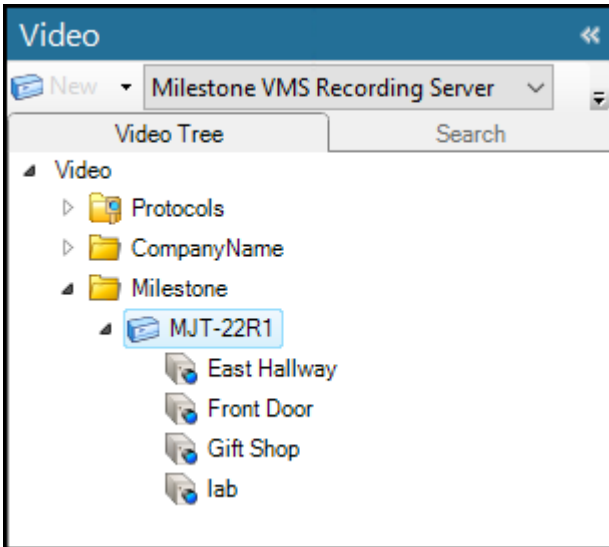 Video
New Milestone VMS Recording Server
Video Tree Search
Video
Protocols
CompanyName
Milestone
MJT-22R1
East Hallway
Front Door
Gift Shop
lab